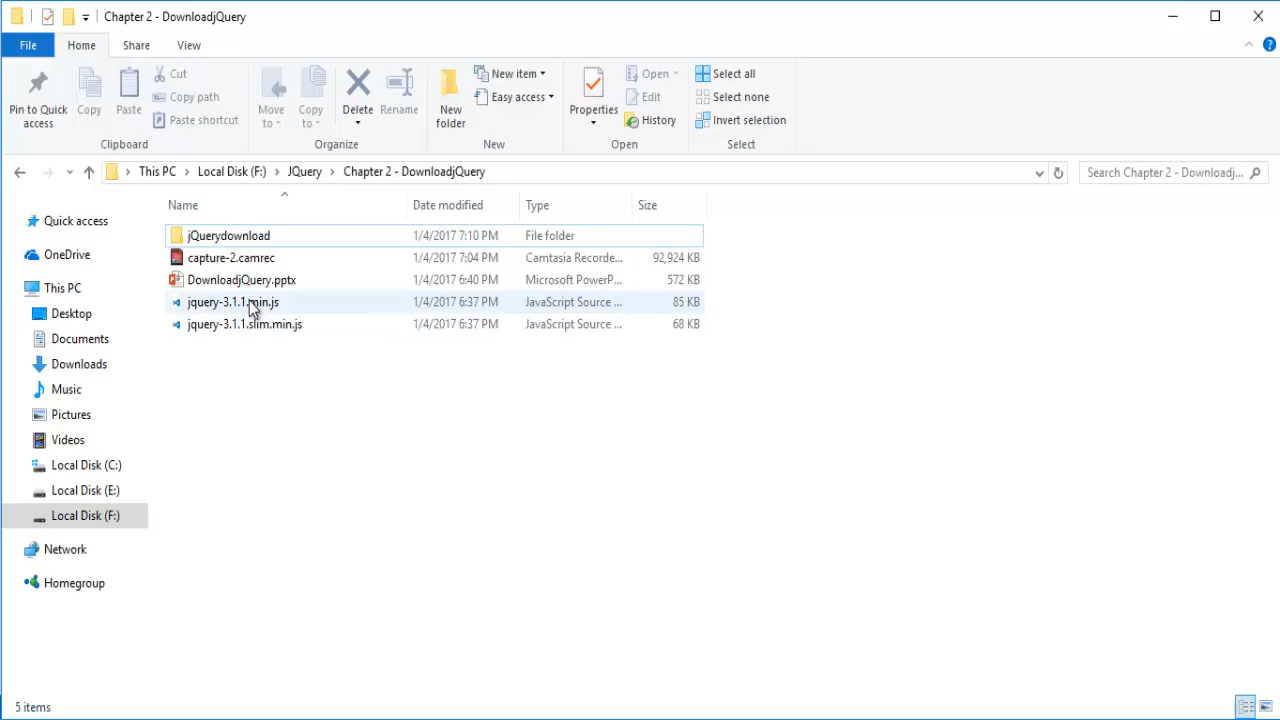 Chapter 2 - DownloadjQuery
File Home Share View
Pin to Quick access
Copy
Paste
Cut
Copy path
Paste shortcut
Clipboard
Move to
Copy to
Delete
Rename
Organize
New folder
New item
Easy access
New
Properties
Open
Edit
History
Open
Select all
Select none
Invert selection
Select
This PC Local Disk (F:) JQuery Chapter 2 - DownloadjQuery
Search Chapter 2 - Downloadj...
Name Date modified Type Size
jQuerydownload 1/4/2017 7:10 PM File folder
capture-2.camrec 1/4/2017 7:04 PM Camtasia Recorde... 92,924 KB
DownloadjQuery.pptx 1/4/2017 6:40 PM Microsoft PowerP... 572 KB
jquery-3.1.1.min.js 1/4/2017 6:37 PM JavaScript Source ... 85 KB
jquery-3.1.1.slim.min.js 1/4/2017 6:37 PM JavaScript Source ... 68 KB
Quick access
OneDrive
This PC
Desktop
Documents
Downloads
Music
Pictures
Videos
Local Disk (C:)
Local Disk (E:)
Local Disk (F:)
Network
Homegroup
5 items